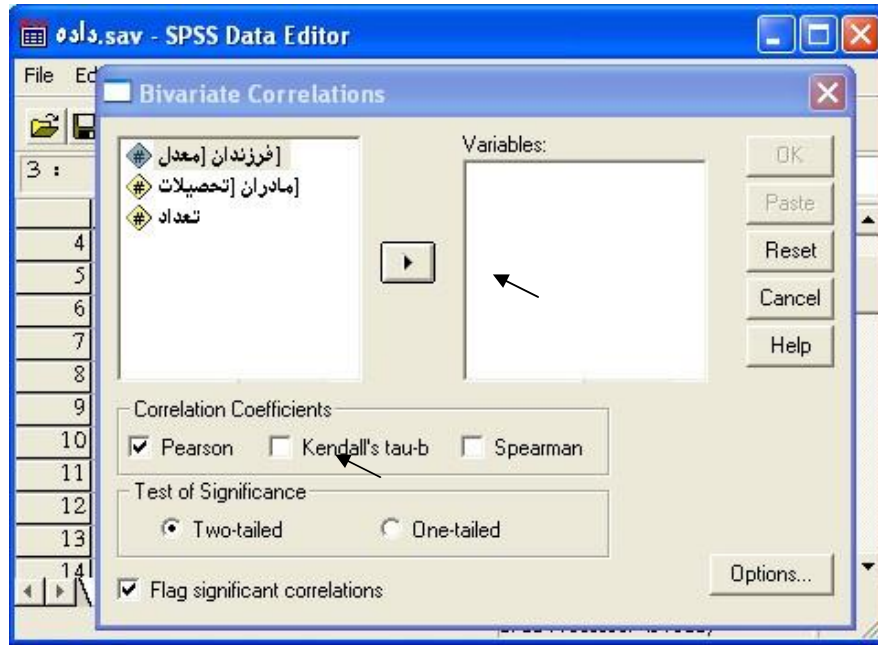 داده.sav - SPSS Data Editor
File Ed
Bivariate Correlations
3 :
4
5
6
7
8
9
10
11
12
13
14
[فرزندان [معدل
[مادران [تحصیلات
تعداد
Variables:
OK
Paste
Reset
Cancel
Help
Correlation Coefficients
Pearson Kendall's tau-b Spearman
Test of Significance
Two-tailed One-tailed
Flag significant correlations
Options...